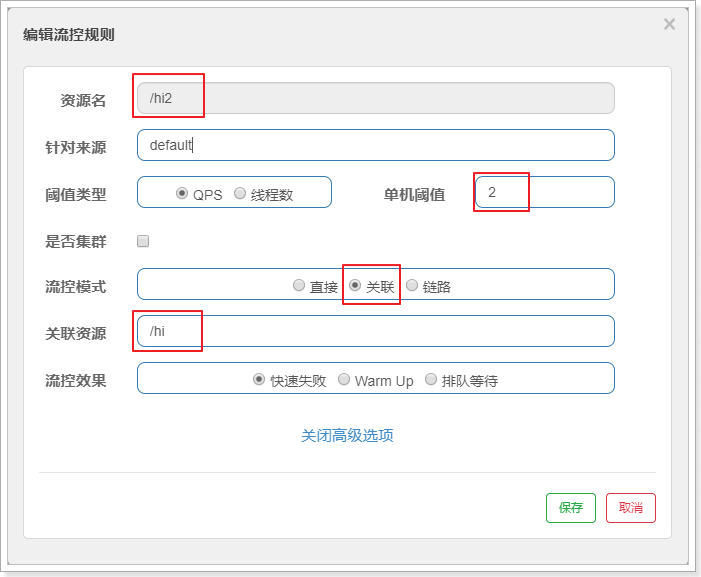 编辑流控规则 ×
资源名 /hi2
针对来源 default
阈值类型 QPS 线程数 单机阈值 2
是否集群
流控模式 直接 关联 链路
关联资源 /hi
流控效果 快速失败 Warm Up 排队等待
关闭高级选项
保存 取消